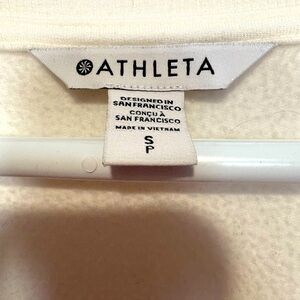 ATHLETA
DESIGNED IN
SAN FRANCISCO
CONÇU À
SAN FRANCISCO
MADE IN VIETNAM
S
P